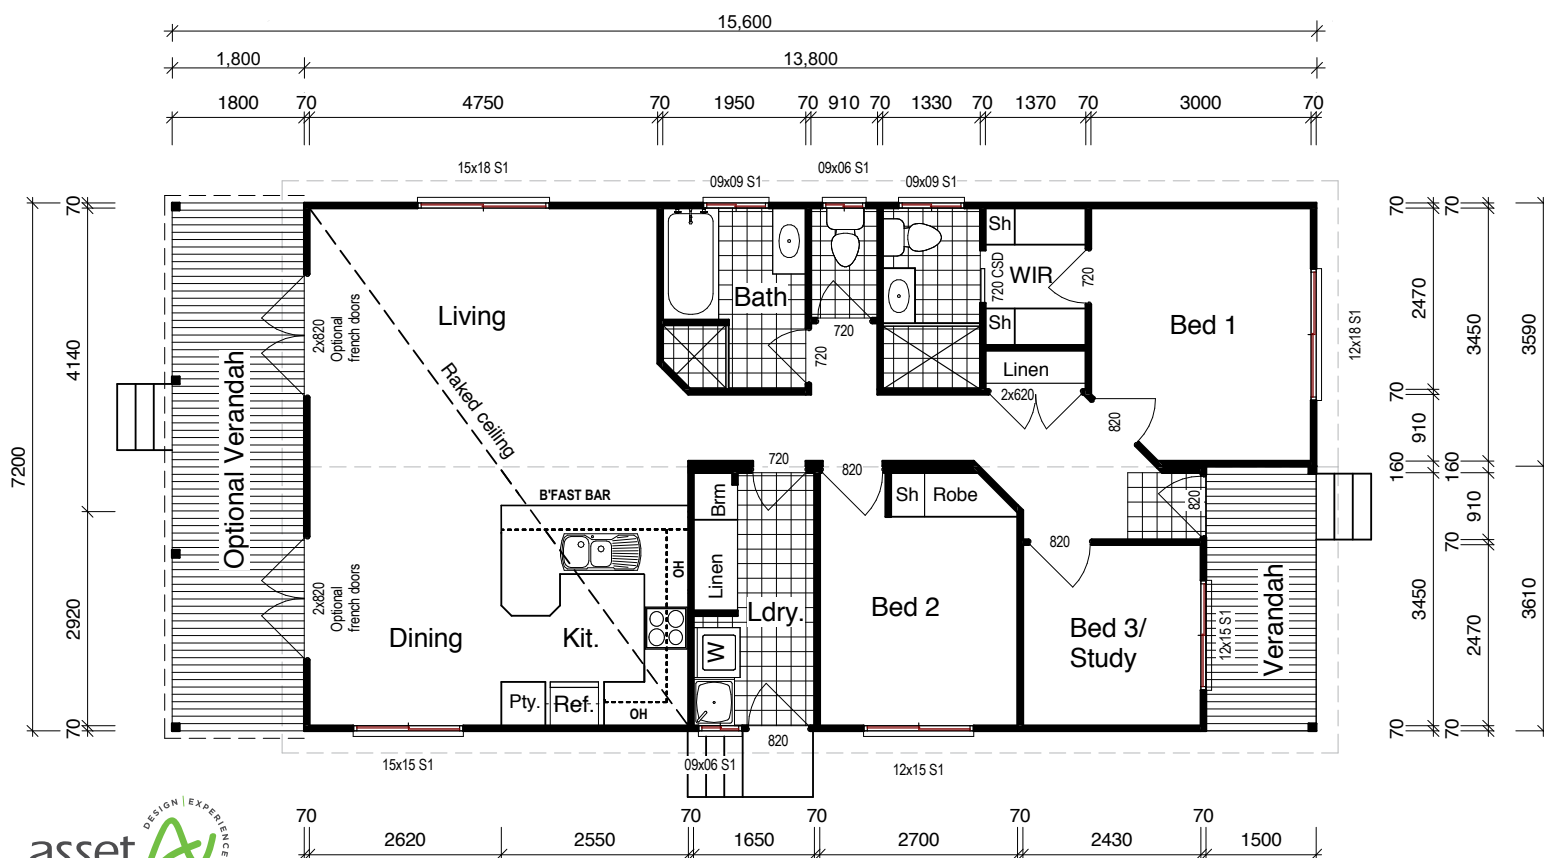 15,600
1,800 13,800
1800 70 4750 70 1950 70 910 70 1330 70 1370 70 3000 70
15x18 S1 09x09 S1 09x06 S1 09x09 S1
70 4140 2920 70
7200
Optional Verandah
2x820
Optional
french doors
2x820
Optional
french doors
Living
Raked ceiling
Bath
720
720
720 CSD
Sh
WIR
720
Sh
Linen
2x620
Bed 1
820
12x18 S1
B'FAST BAR
OH
OH
Dining
Kit.
Pty.
Ref.
720
Brm
Linen
W
Ldry.
820
820
Sh Robe
Bed 2
820
820
Bed 3/
Study
12x15 S1
Verandah
15x15 S1 09x06 S1 12x15 S1
70 2470 70 910 160 3450 70
70 3450 160 910 70 2470 70
3590 3610
70 70 70 70 70
2620 2550 1650 2700 2430 1500
DESIGN | EXPERIENCE
asset